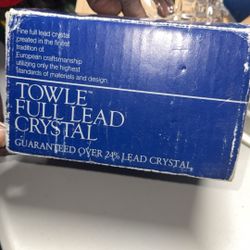 Fine full lead crystal
created in the finest
tradition of
European craftsmanship
utilizing only the highest
standards of materials and design.
TOWLE™
FULL LEAD
CRYSTAL
GUARANTEED OVER 24% LEAD CRYSTAL